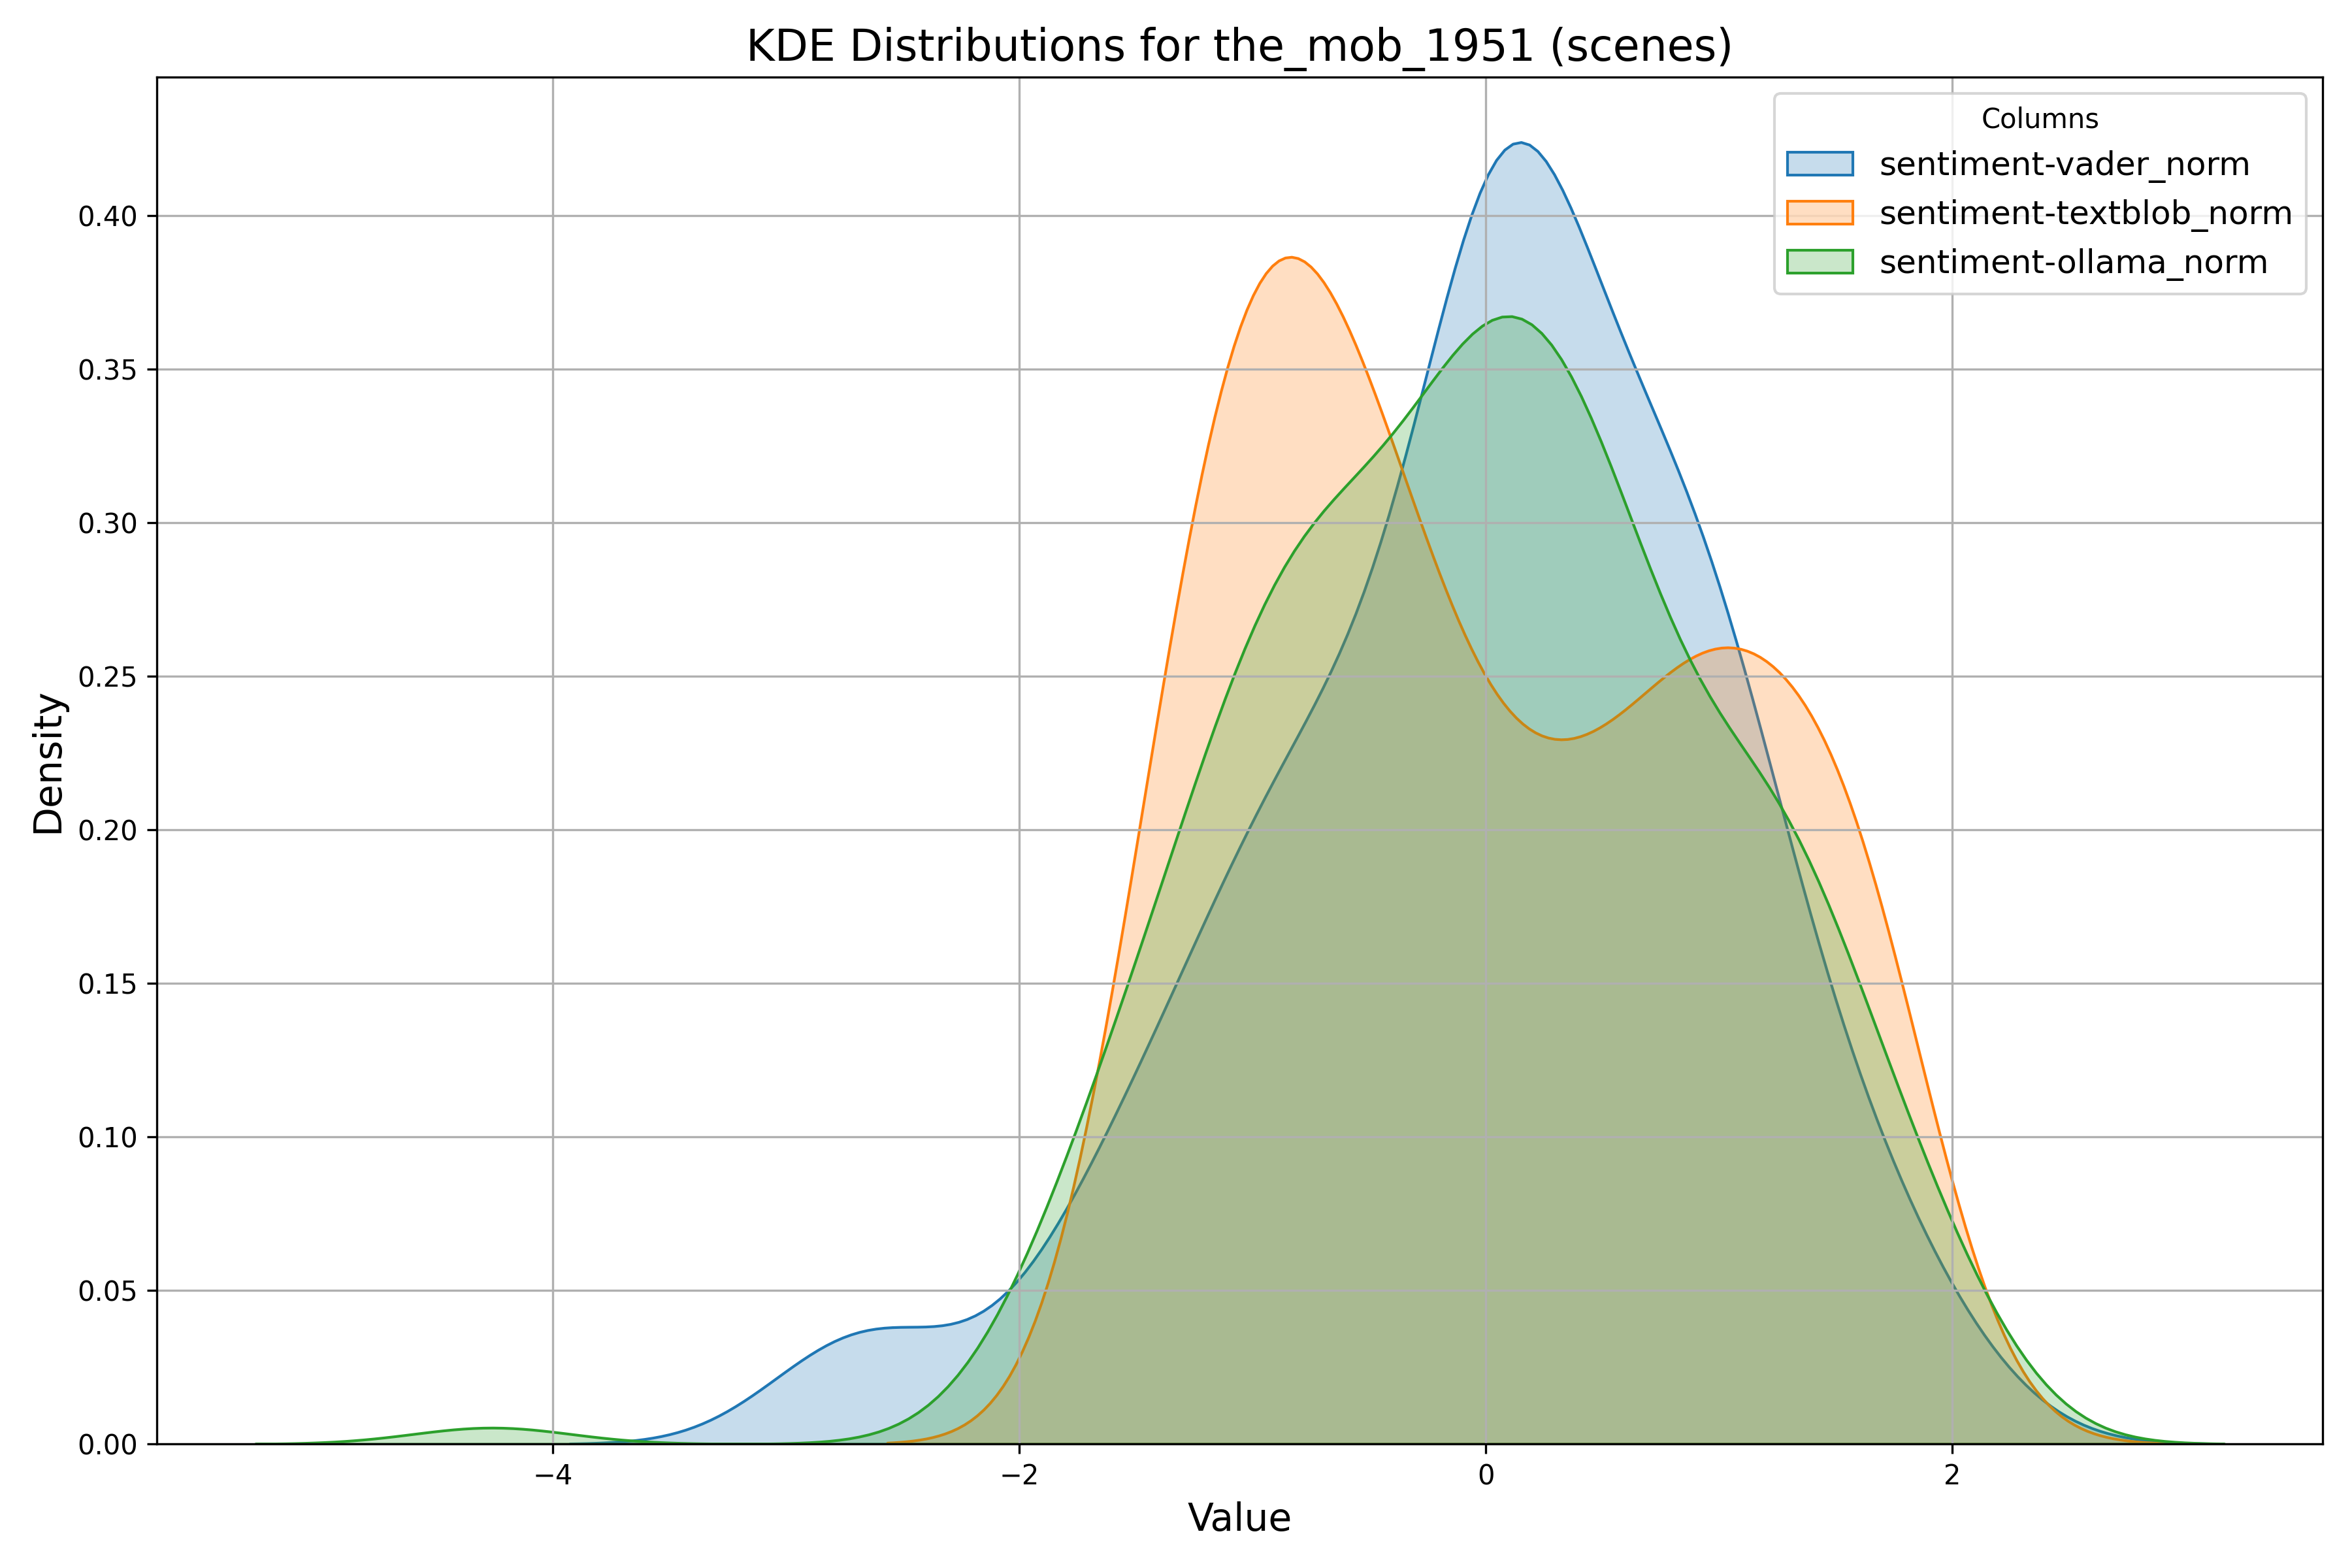 KDE Distributions for the_mob_1951 (scenes)
Columns
sentiment-vader_norm
sentiment-textblob_norm
sentiment-ollama_norm
0.40
0.35
0.30
0.25
0.20
0.15
0.10
0.05
0.00
Density
−4
−2
0
2
Value